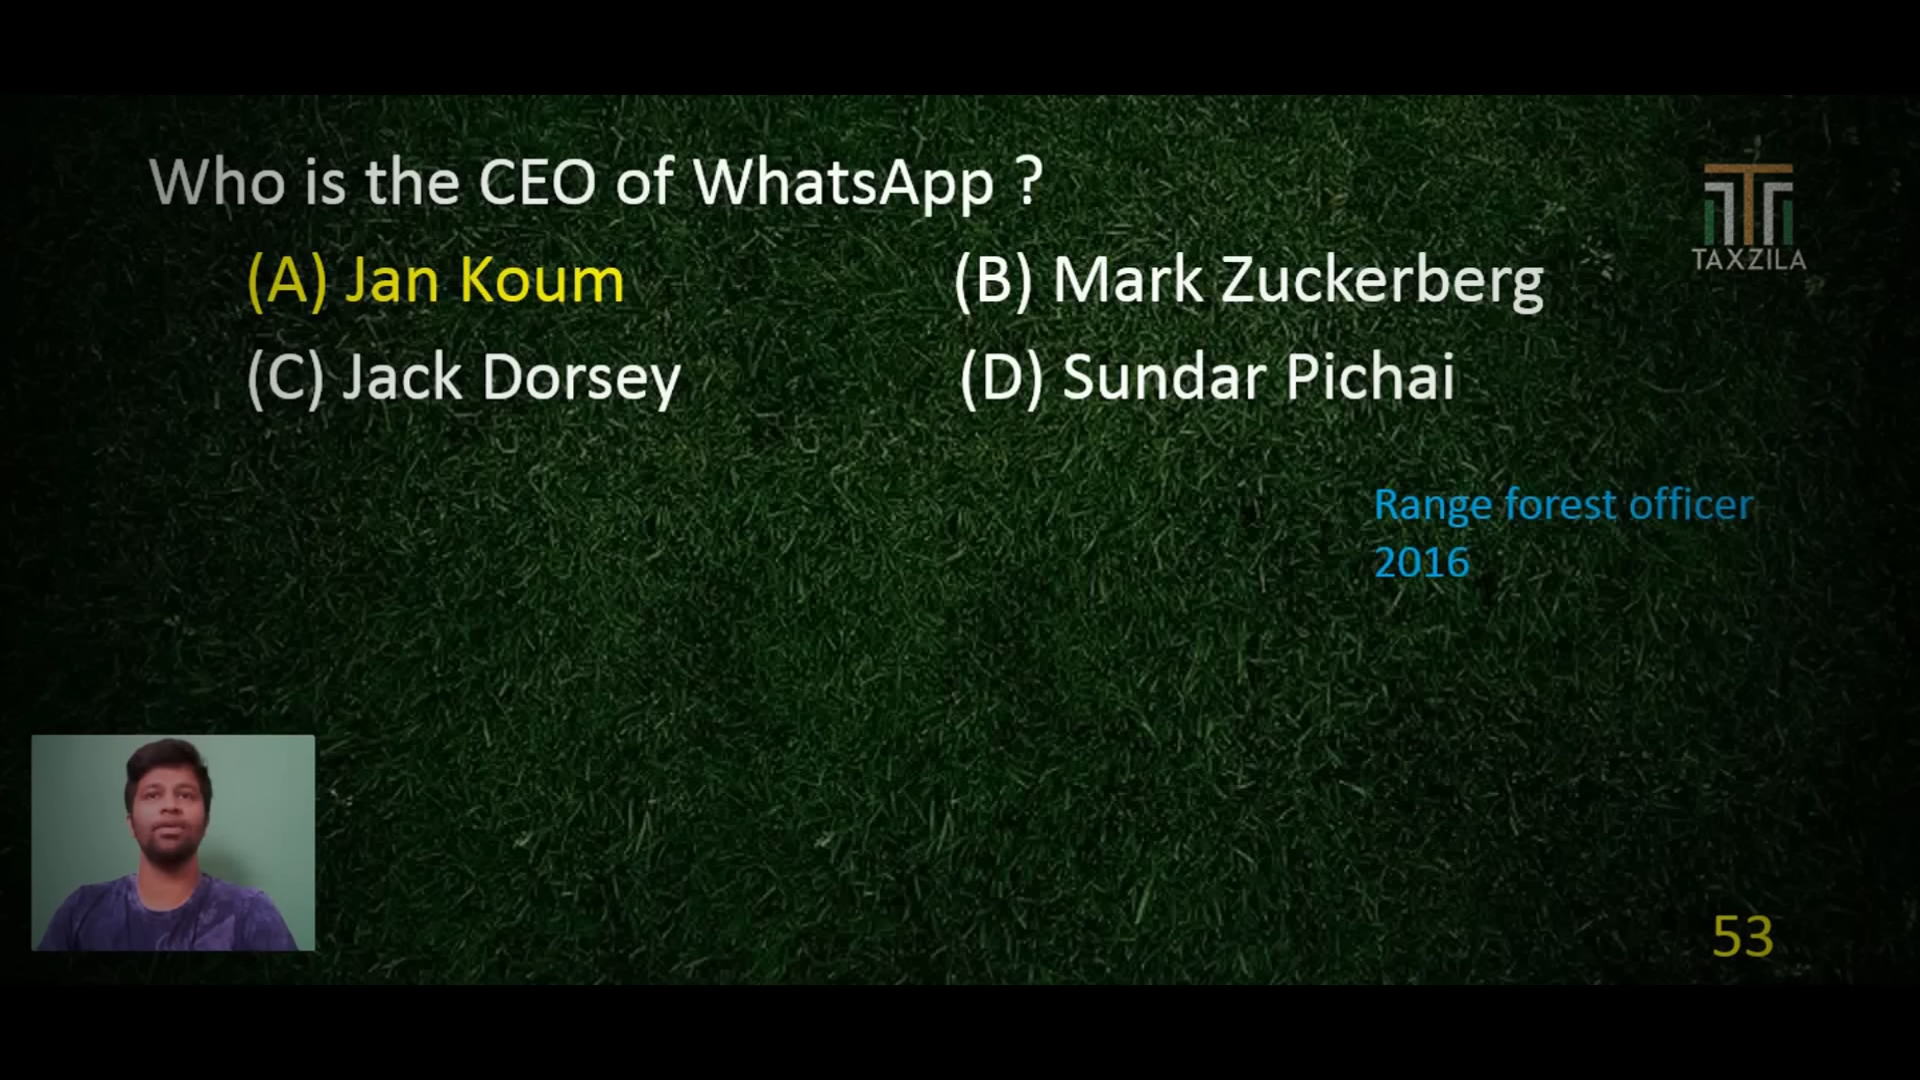 Who is the CEO of WhatsApp ?
(A) Jan Koum (B) Mark Zuckerberg
(C) Jack Dorsey (D) Sundar Pichai
TAXZILA
Range forest officer
2016
53